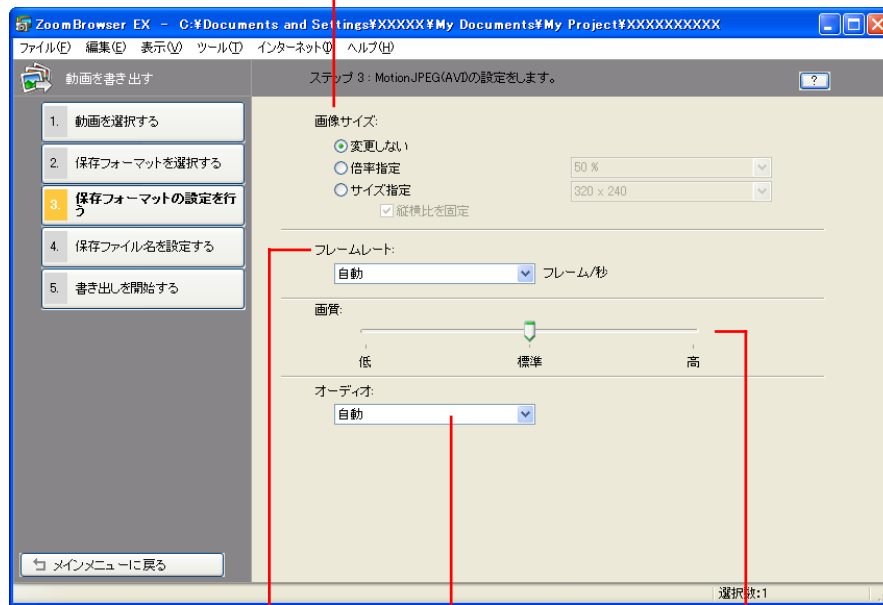 ZoomBrowser EX - C:¥Documents and Settings¥XXXXX¥My Documents¥My Project¥XXXXXXXXXX
ファイル(F) 編集(E) 表示(V) ツール(T) インターネット(I) ヘルプ(H)
動画を書き出す
ステップ 3 : MotionJPEG(AVI)の設定をします。
?
1. 動画を選択する
2. 保存フォーマットを選択する
3. 保存フォーマットの設定を行
う
4. 保存ファイル名を設定する
5. 書き出しを開始する
画像サイズ:
変更しない
倍率指定 50 %
サイズ指定 320 x 240
縦横比を固定
フレームレート:
自動 フレーム/秒
画質:
低 標準 高
オーディオ:
自動
メインメニューに戻る
選択数:1